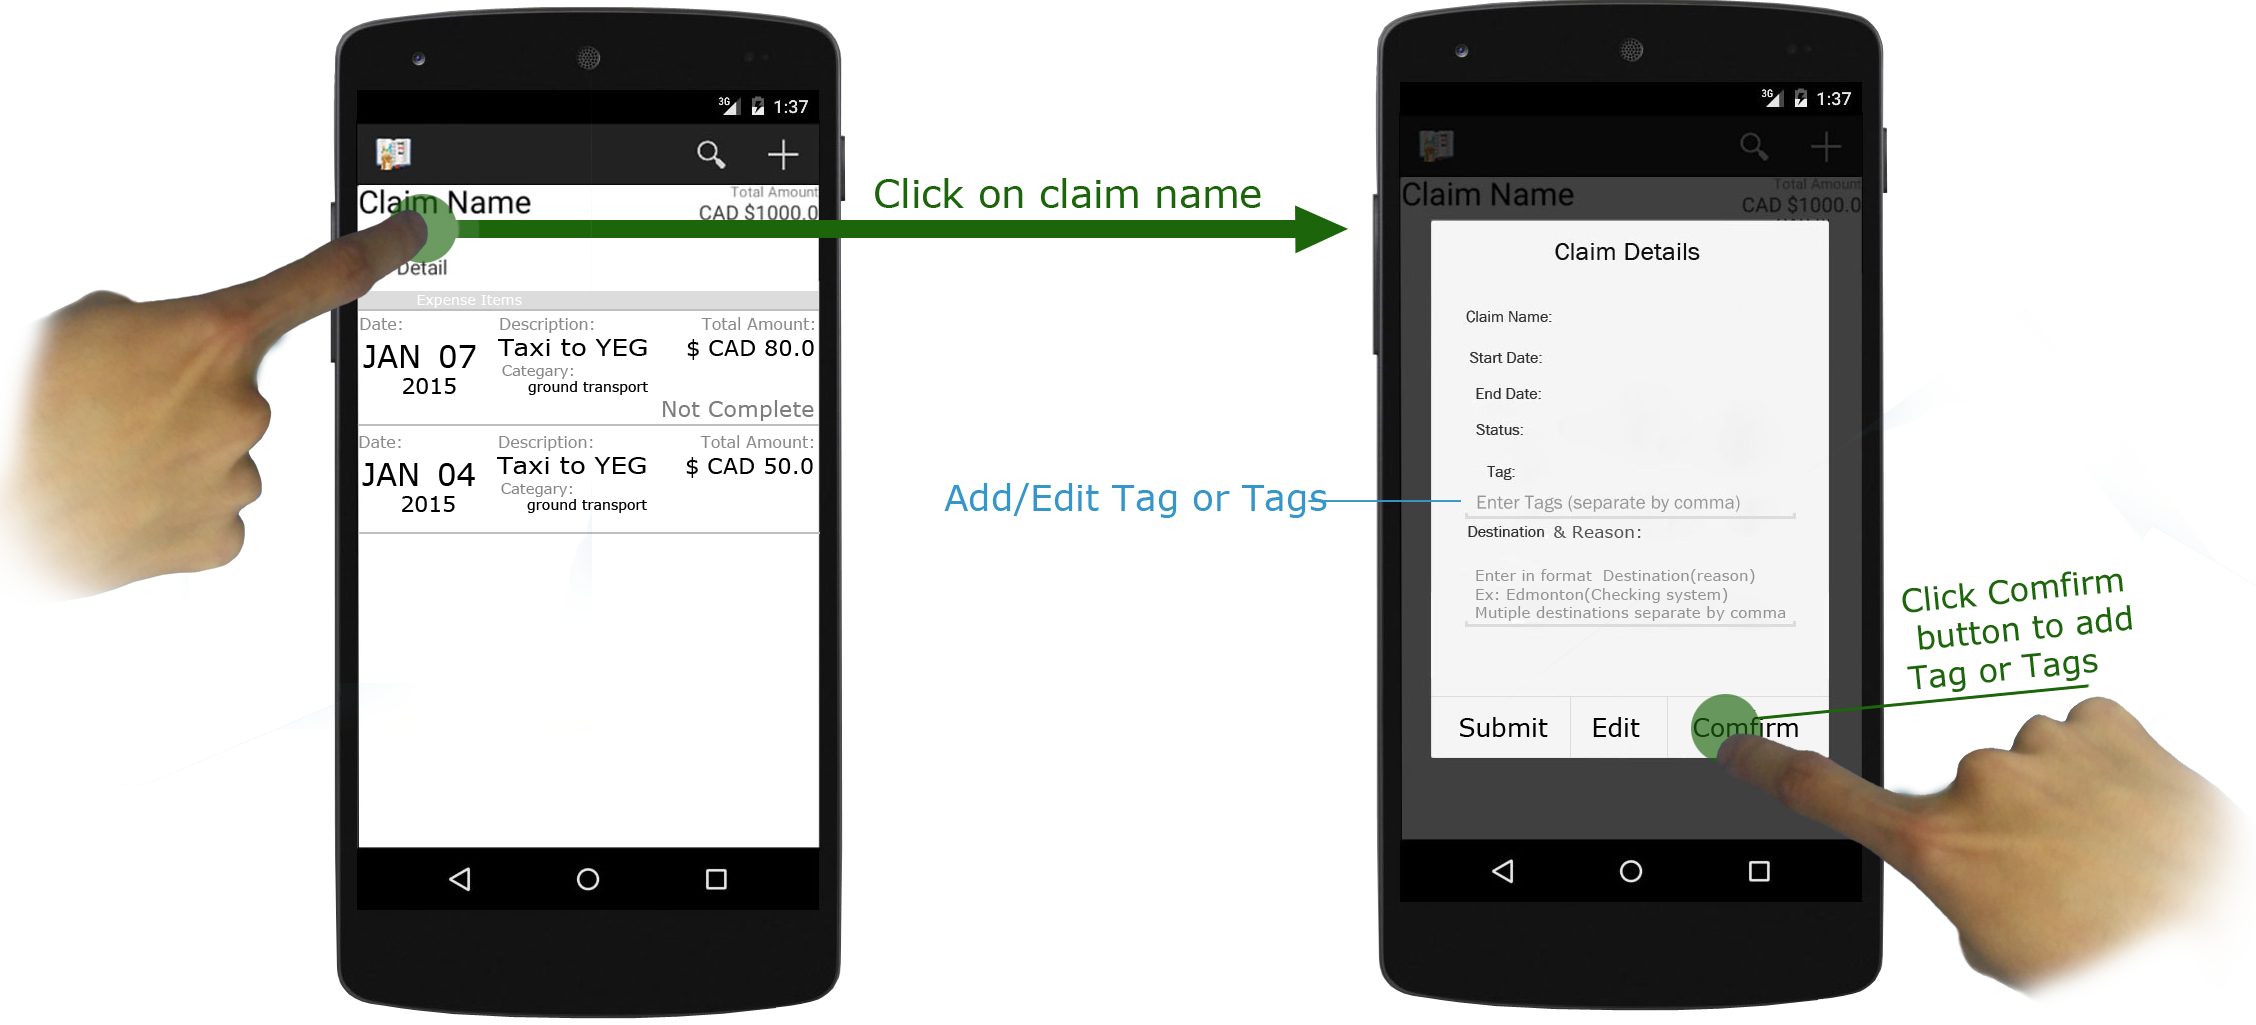 3G 1:37
Claim Name
Total Amount
CAD $1000.0
Detail
Expense Items
Date: Description: Total Amount:
JAN 07 Taxi to YEG $ CAD 80.0
2015 Categary:
ground transport
Not Complete
Date: Description: Total Amount:
JAN 04 Taxi to YEG $ CAD 50.0
2015 Categary:
ground transport
Click on claim name
Add/Edit Tag or Tags
3G 1:37
Claim Name
Total Amount
CAD $1000.0
Claim Details
Claim Name:
Start Date:
End Date:
Status:
Tag:
Enter Tags (separate by comma)
Destination & Reason:
Enter in format Destination(reason)
Ex: Edmonton(Checking system)
Mutiple destinations separate by comma
Submit Edit Comfirm
Click Comfirm
button to add
Tag or Tags